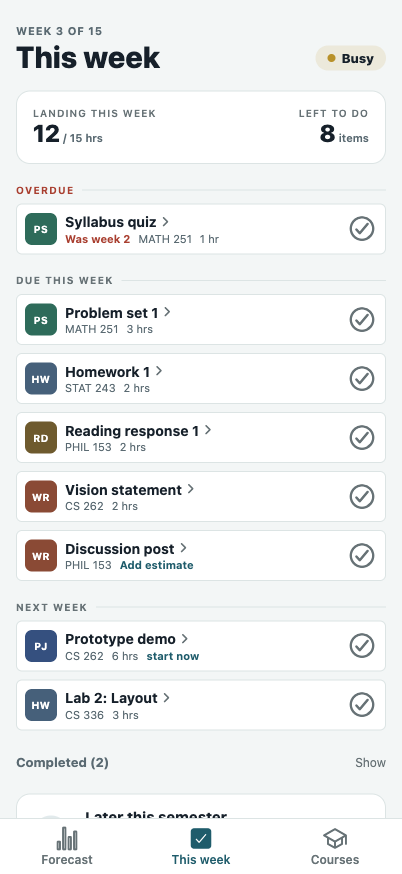 WEEK 3 OF 15
This week
Busy
LANDING THIS WEEK
LEFT TO DO
12 / 15 hrs
8 items
OVERDUE
PS
Syllabus quiz
Was week 2 MATH 251 1 hr
DUE THIS WEEK
PS
Problem set 1
MATH 251 3 hrs
HW
Homework 1
STAT 243 2 hrs
RD
Reading response 1
PHIL 153 2 hrs
WR
Vision statement
CS 262 2 hrs
WR
Discussion post
PHIL 153 Add estimate
NEXT WEEK
PJ
Prototype demo
CS 262 6 hrs start now
HW
Lab 2: Layout
CS 336 3 hrs
Completed (2)
Show
Later this semester
Forecast
This week
Courses